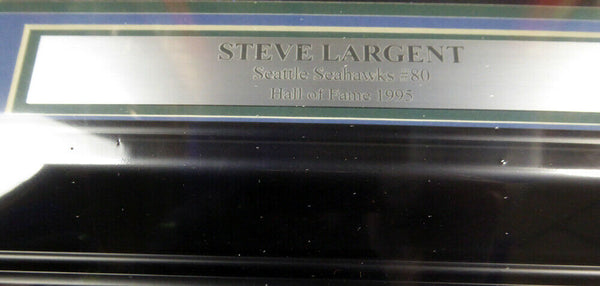 STEVE LARGENT
Seattle Seahawks #80
Hall of Fame 1995